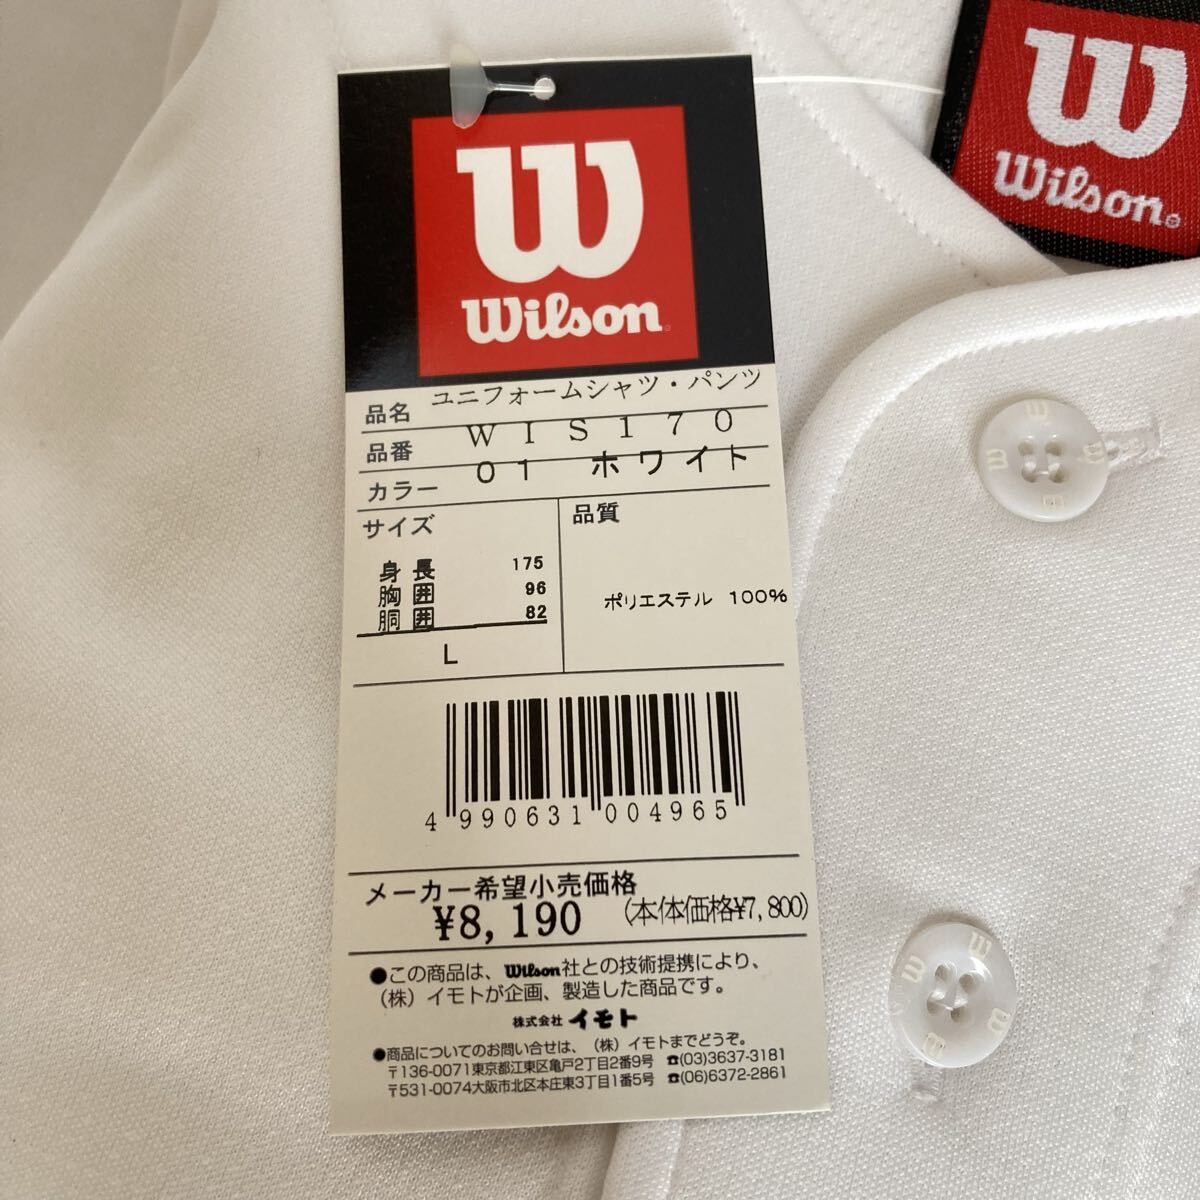 W
Wilson
W
Wilson
品名 ユニフォームシャツ・パンツ
品番 WIS170
カラー 01 ホワイト
サイズ
身長 175
胸囲 96
胴囲 82
L
品質
ポリエステル 100%
4 990631 004965
メーカー希望小売価格
¥8,190 (本体価格¥7,800)
●この商品は、Wilson社との技術提携により、
(株)イモトが企画、製造した商品です。
株式会社 イモト
●商品についてのお問い合せは、(株)イモトまでどうぞ。
〒136-0071東京都江東区亀戸2丁目2番9号 ☎(03)3637-3181
〒531-0074大阪市北区本庄東3丁目1番5号 ☎(06)6372-2861